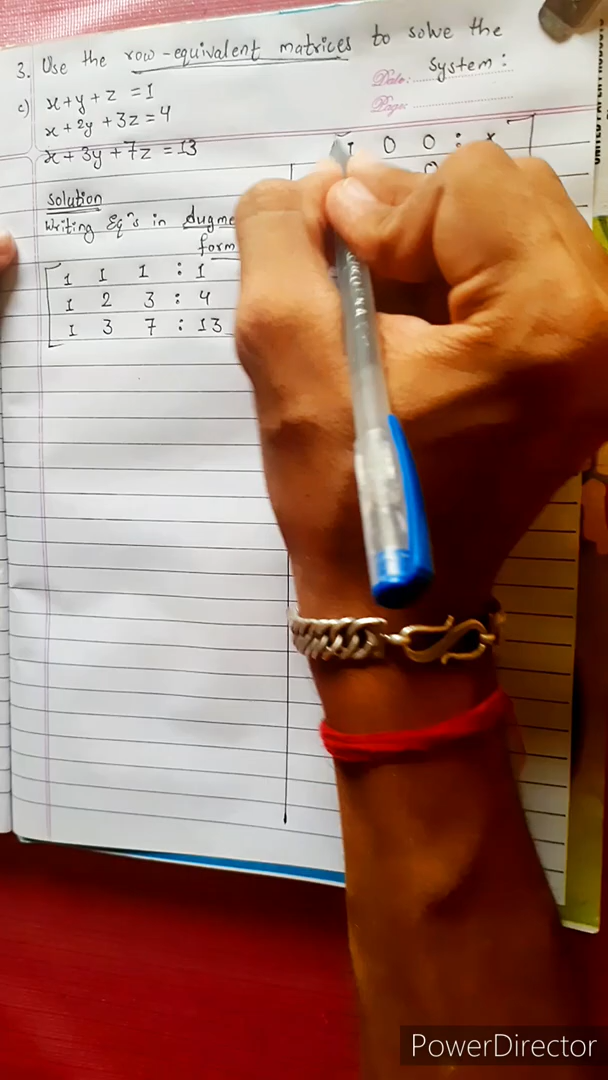 3. Use the row-equivalent matrices to solve the
system:
Date:
Page:
c) x+y+z = 1
x+2y+3z = 4
x+3y+7z = 13
1 0 0 : x
0
solution
Writing Eqns in
form
1 1 1 : 1
1 2 3 : 4
1 3 7 : 13
PowerDirector